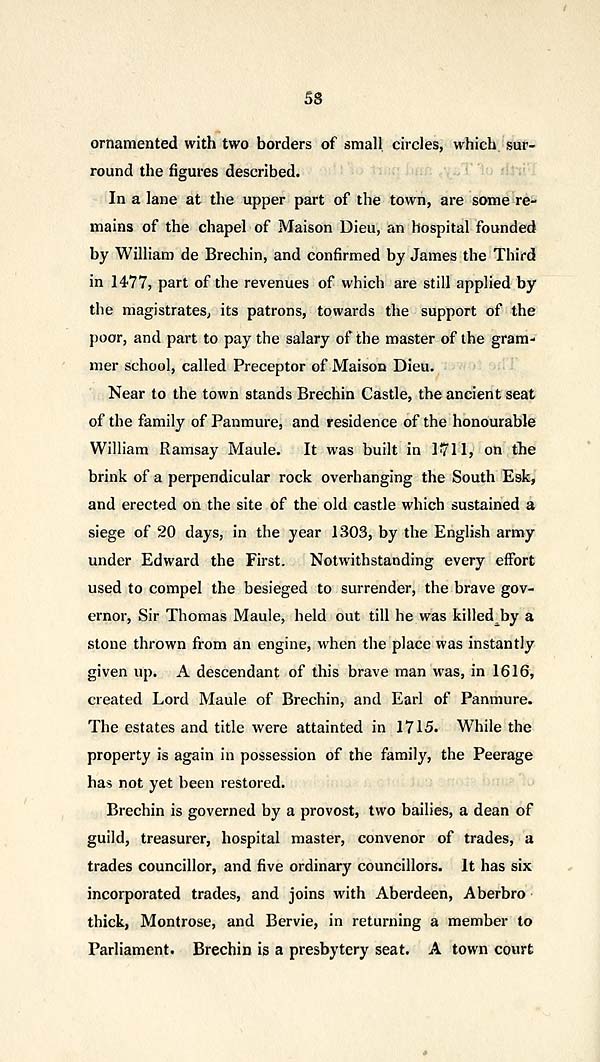 58
ornamented with two borders of small circles, which sur-
round the figures described.
In a lane at the upper part of the town, are some re-
mains of the chapel of Maison Dieu, an hospital founded
by William de Brechin, and confirmed by James the Third
in 1477, part of the revenues of which are still applied by
the magistrates, its patrons, towards the support of the
poor, and part to pay the salary of the master of the gram-
mer school, called Preceptor of Maison Dieu.
Near to the town stands Brechin Castle, the ancient seat
of the family of Panmure, and residence of the honourable
William Ramsay Maule. It was built in 1711, on the
brink of a perpendicular rock overhanging the South Esk,
and erected on the site of the old castle which sustained a
siege of 20 days, in the year 1303, by the English army
under Edward the First. Notwithstanding every effort
used to compel the besieged to surrender, the brave gov-
ernor, Sir Thomas Maule, held out till he was killed by a
stone thrown from an engine, when the place was instantly
given up. A descendant of this brave man was, in 1616,
created Lord Maule of Brechin, and Earl of Panmure.
The estates and title were attainted in 1715. While the
property is again in possession of the family, the Peerage
has not yet been restored.
Brechin is governed by a provost, two bailies, a dean of
guild, treasurer, hospital master, convenor of trades, a
trades councillor, and five ordinary councillors. It has six
incorporated trades, and joins with Aberdeen, Aberbro
thick, Montrose, and Bervie, in returning a member to
Parliament. Brechin is a presbytery seat. A town court